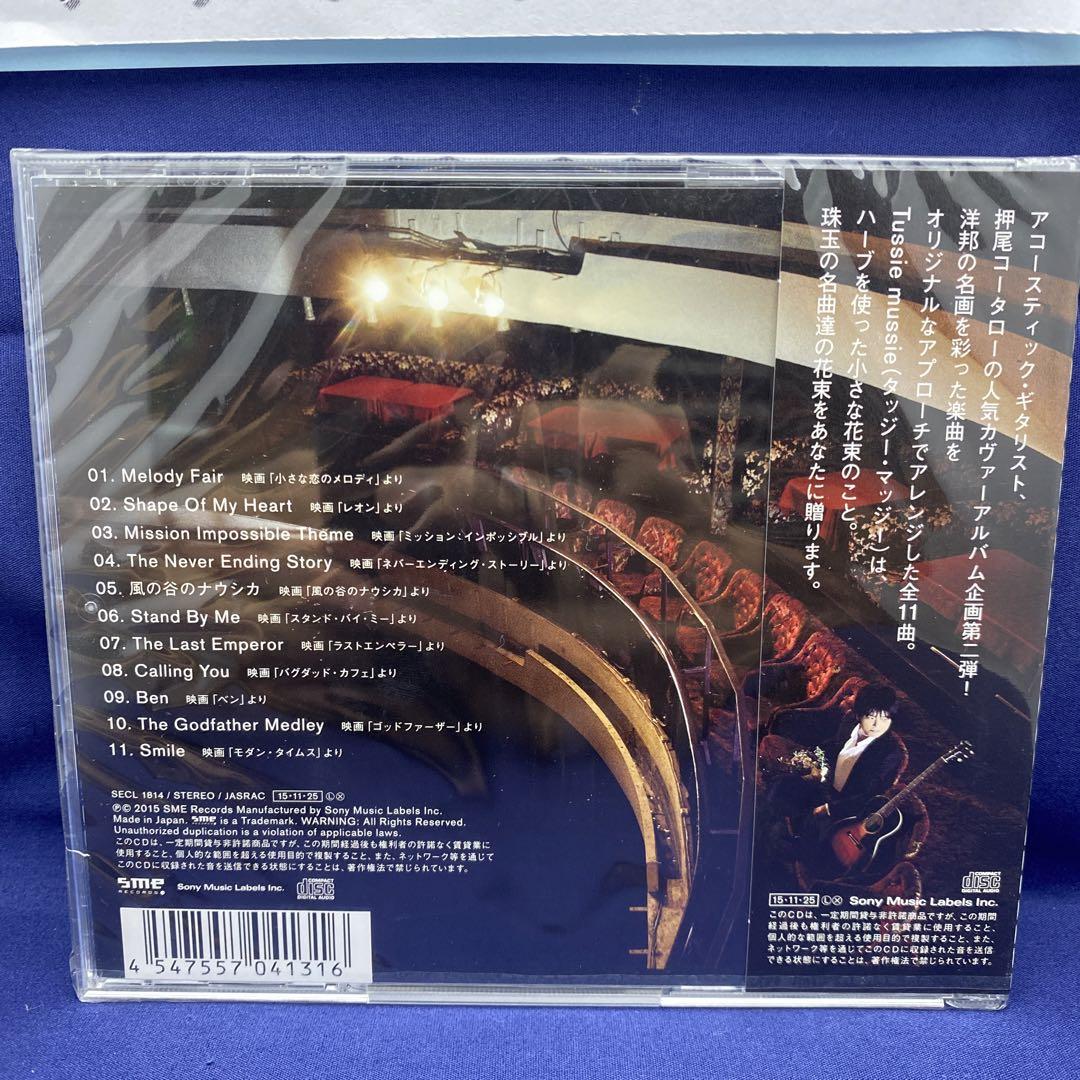 アコースティック・ギタリスト、
押尾コータローの人気カヴァーアルバム企画第二弾！
洋邦の名画を彩った楽曲を
オリジナルなアプローチでアレンジした全11曲。
Tussie mussie（タッジー・マッジー）は、
ハーブを使った小さな花束のこと。
珠玉の名曲達の花束をあなたに贈ります。
01. Melody Fair 映画「小さな恋のメロディ」より
02. Shape Of My Heart 映画「レオン」より
03. Mission Impossible Theme 映画「ミッション：インポッシブル」より
04. The Never Ending Story 映画「ネバーエンディング・ストーリー」より
05. 風の谷のナウシカ 映画「風の谷のナウシカ」より
06. Stand By Me 映画「スタンド・バイ・ミー」より
07. The Last Emperor 映画「ラストエンペラー」より
08. Calling You 映画「バグダッド・カフェ」より
09. Ben 映画「ベン」より
10. The Godfather Medley 映画「ゴッドファーザー」より
11. Smile 映画「モダン・タイムス」より
SECL 1814 / STEREO / JASRAC 15・11・25 Ⓛ Ⓧ
Ⓟ© 2015 SME Records Manufactured by Sony Music Labels Inc.
Made in Japan. sme is a Trademark. WARNING: All Rights Reserved.
Unauthorized duplication is a violation of applicable laws.
このCDは、一定期間貸与非許諾商品ですが、この期間経過後も権利者の許諾なく賃貸業に
使用すること、個人的な範囲を超える使用目的で複製すること、また、ネットワーク等を通じて
このCDに収録された音を送信できる状態にすることは、著作権法で禁じられています。
sme RECORDS Sony Music Labels Inc. COMPACT disc DIGITAL AUDIO
4 547557 041316
COMPACT disc DIGITAL AUDIO
15・11・25 Ⓛ Ⓧ Sony Music Labels Inc.
このCDは、一定期間貸与非許諾商品ですが、この期間
経過後も権利者の許諾なく賃貸業に使用すること、
個人的な範囲を超える使用目的で複製すること、また、
ネットワーク等を通じてこのCDに収録された音を送信
できる状態にすることは、著作権法で禁じられています。